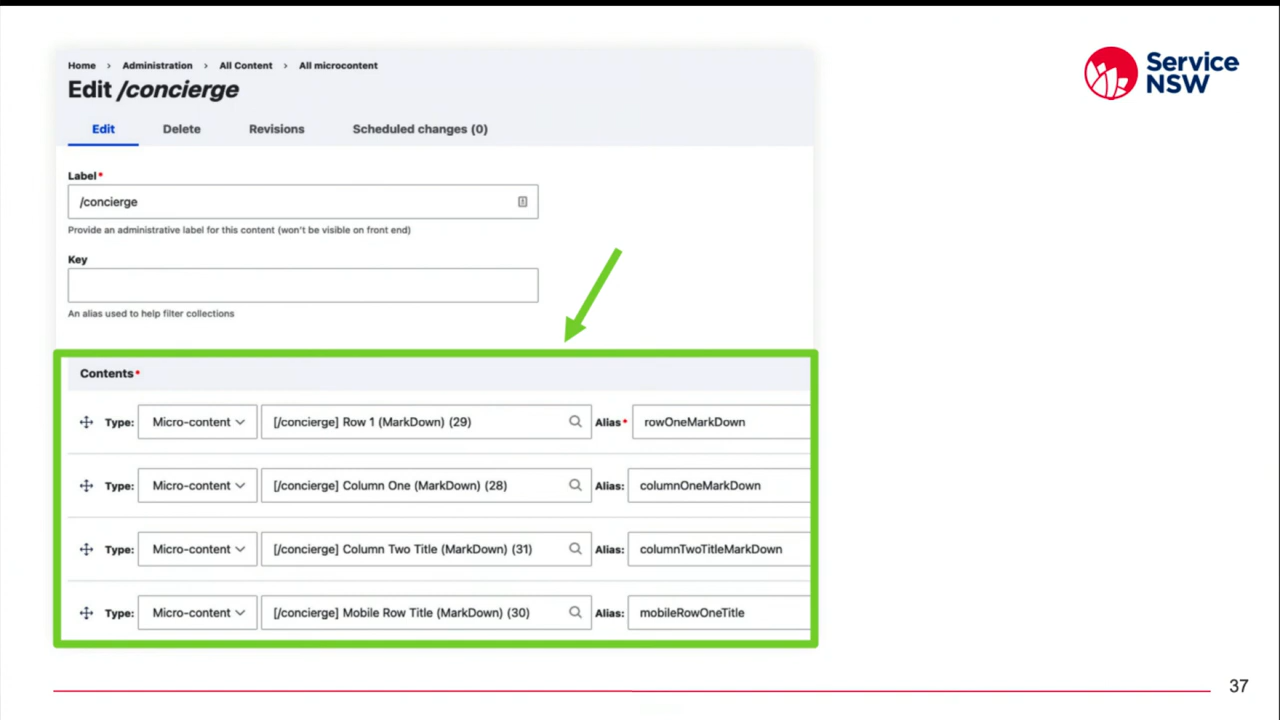 Home › Administration › All Content › All microcontent
Service
NSW
Edit /concierge
Edit Delete Revisions Scheduled changes (0)
Label*
/concierge
Provide an administrative label for this content (won't be visible on front end)
Key
An alias used to help filter collections
Contents*
Type: Micro-content [/concierge] Row 1 (MarkDown) (29) Alias* rowOneMarkDown
Type: Micro-content [/concierge] Column One (MarkDown) (28) Alias: columnOneMarkDown
Type: Micro-content [/concierge] Column Two Title (MarkDown) (31) Alias: columnTwoTitleMarkDown
Type: Micro-content [/concierge] Mobile Row Title (MarkDown) (30) Alias: mobileRowOneTitle
37